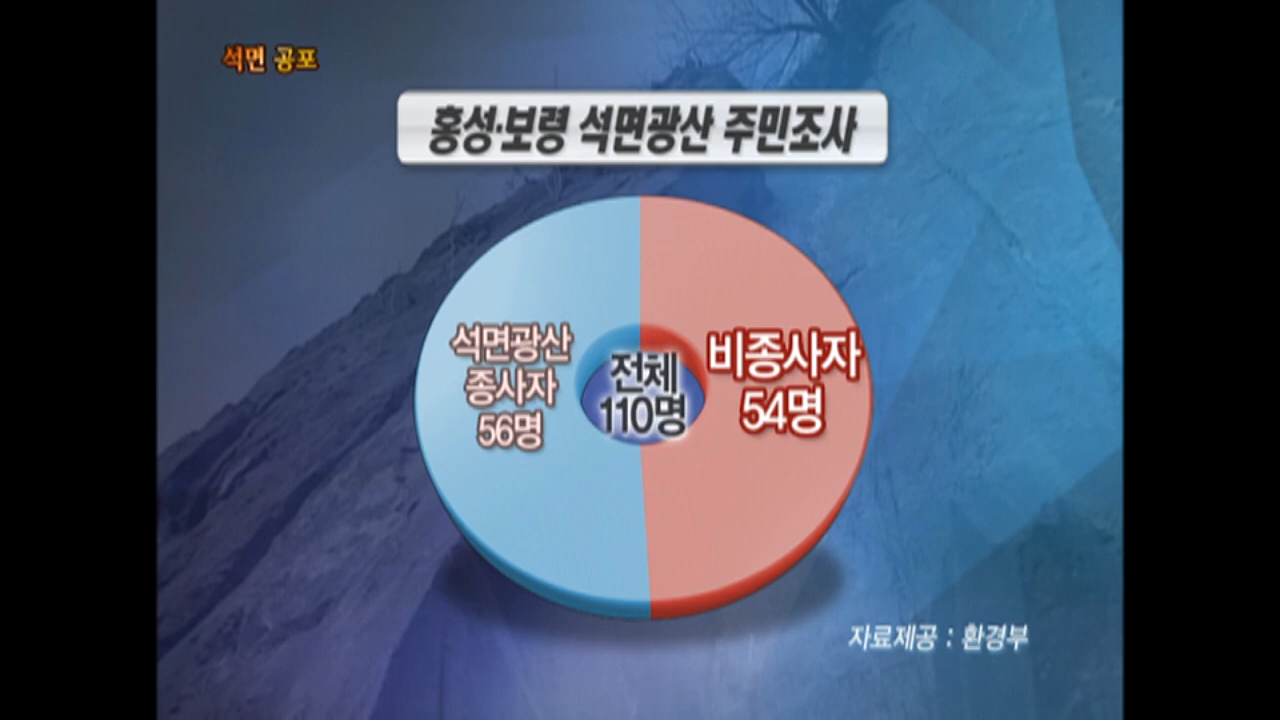 석면 공포
홍성·보령 석면광산 주민조사
석면광산
종사자
56명
전체
110명
비종사자
54명
자료제공 : 환경부